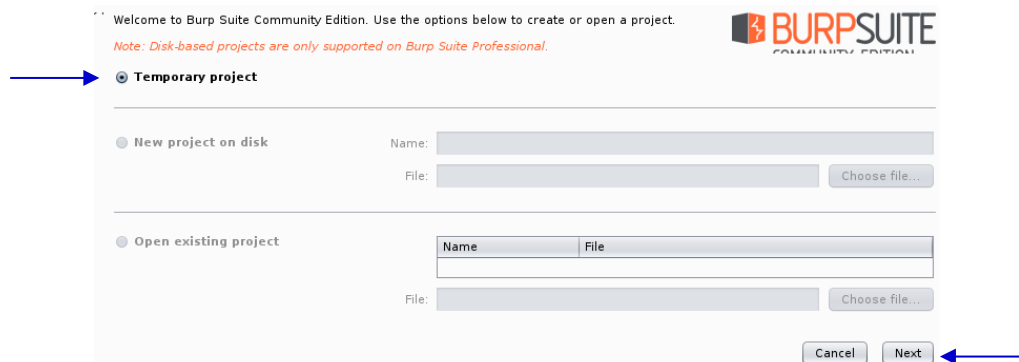 Welcome to Burp Suite Community Edition. Use the options below to create or open a project.
BURPSUITE
COMMUNITY EDITION
Note: Disk-based projects are only supported on Burp Suite Professional.
Temporary project
New project on disk
Name:
File:
Choose file...
Open existing project
Name File
File:
Choose file...
Cancel Next